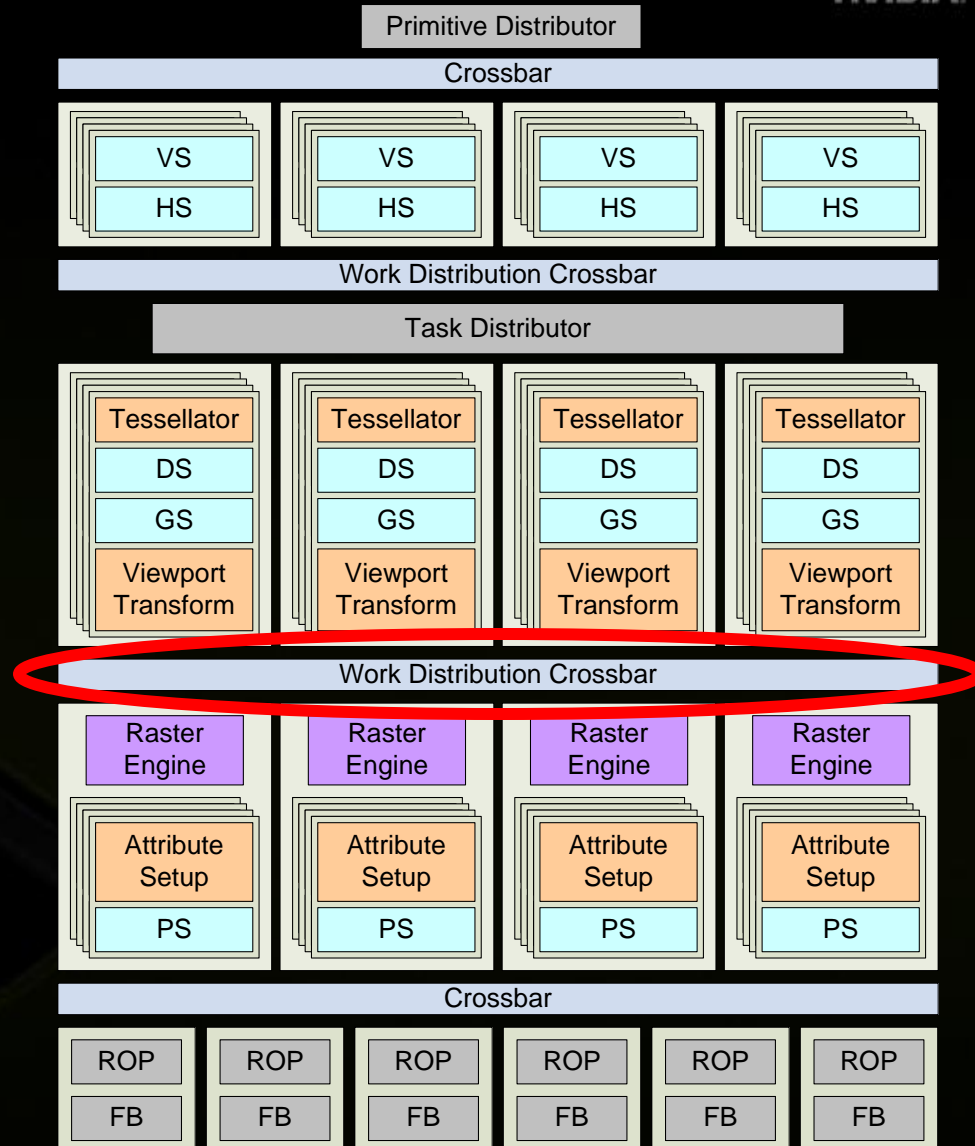 Primitive Distributor
Crossbar
VS VS VS VS
HS HS HS HS
Work Distribution Crossbar
Task Distributor
Tessellator Tessellator Tessellator Tessellator
DS DS DS DS
GS GS GS GS
Viewport Viewport Viewport Viewport
Transform Transform Transform Transform
Work Distribution Crossbar
Raster Raster Raster Raster
Engine Engine Engine Engine
Attribute Attribute Attribute Attribute
Setup Setup Setup Setup
PS PS PS PS
Crossbar
ROP ROP ROP ROP ROP ROP
FB FB FB FB FB FB